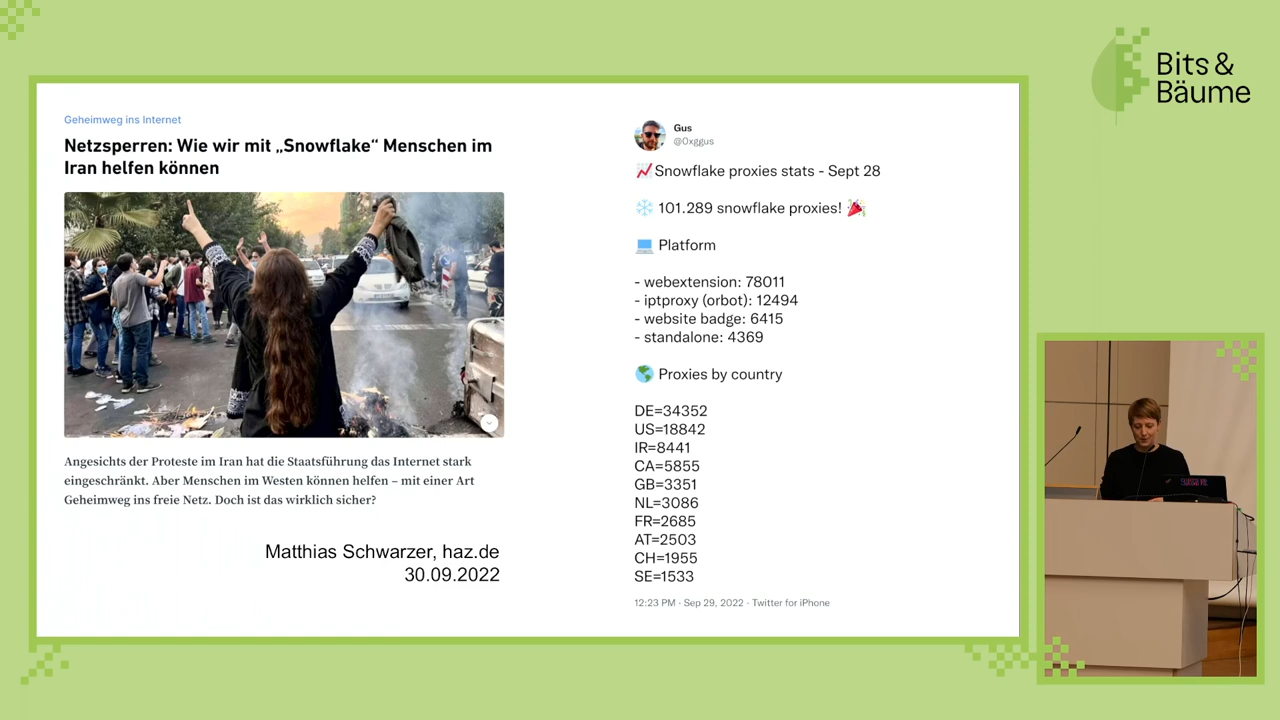 Bits &
Bäume
Geheimweg ins Internet
Netzsperren: Wie wir mit „Snowflake“ Menschen im
Iran helfen können
Angesichts der Proteste im Iran hat die Staatsführung das Internet stark
eingeschränkt. Aber Menschen im Westen können helfen – mit einer Art
Geheimweg ins freie Netz. Doch ist das wirklich sicher?
Matthias Schwarzer, haz.de
30.09.2022
Gus
@0xggus
Snowflake proxies stats - Sept 28
101.289 snowflake proxies!
Platform
- webextension: 78011
- iptproxy (orbot): 12494
- website badge: 6415
- standalone: 4369
Proxies by country
DE=34352
US=18842
IR=8441
CA=5855
GB=3351
NL=3086
FR=2685
AT=2503
CH=1955
SE=1533
12:23 PM · Sep 29, 2022 · Twitter for iPhone